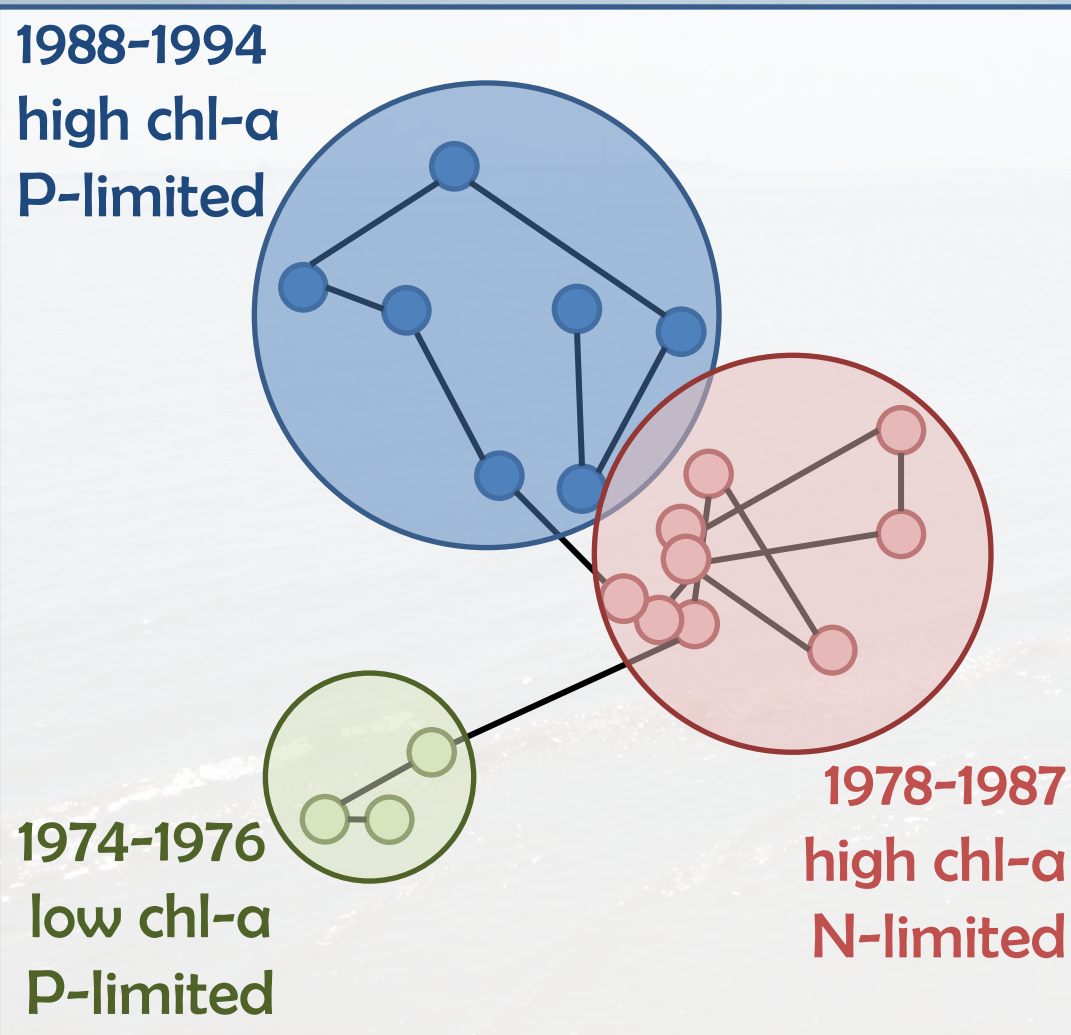 1988-1994
high chl-a
P-limited
1974-1976
low chl-a
P-limited
1978-1987
high chl-a
N-limited